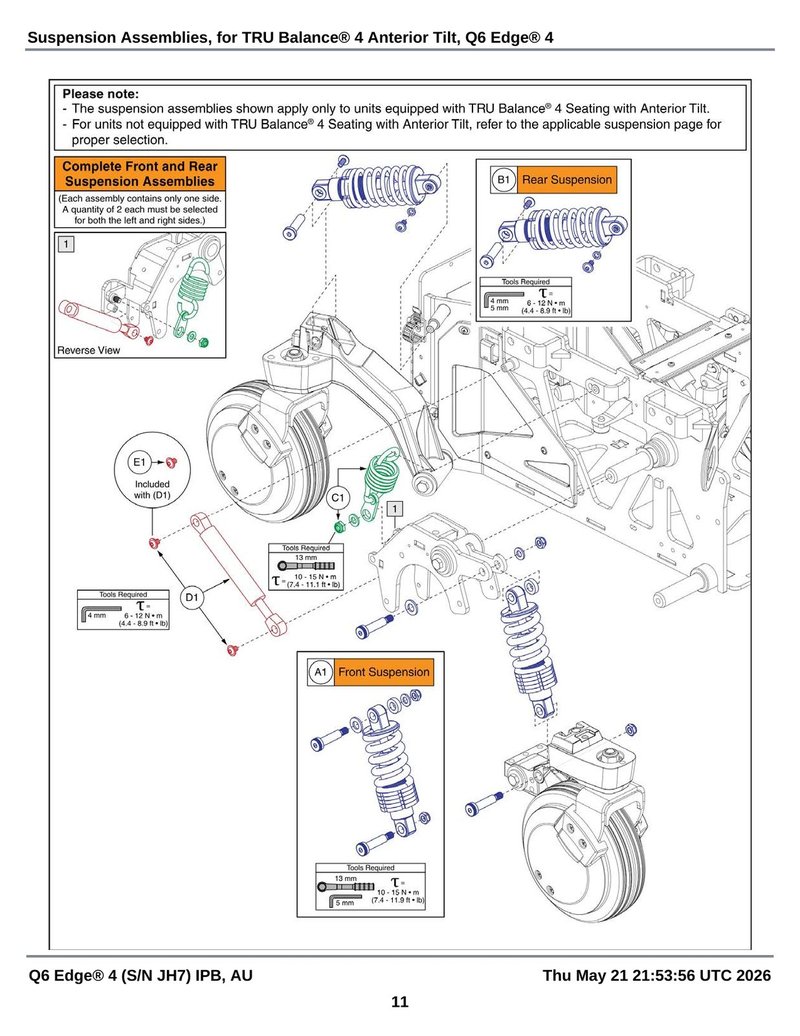 Suspension Assemblies, for TRU Balance® 4 Anterior Tilt, Q6 Edge® 4
Please note:
- The suspension assemblies shown apply only to units equipped with TRU Balance® 4 Seating with Anterior Tilt.
- For units not equipped with TRU Balance® 4 Seating with Anterior Tilt, refer to the applicable suspension page for
proper selection.
Complete Front and Rear
Suspension Assemblies
(Each assembly contains only one side.
A quantity of 2 each must be selected
for both the left and right sides.)
1
Reverse View
B1 Rear Suspension
Tools Required
4 mm
5 mm
τ =
6 - 12 N • m
(4.4 - 8.9 ft • lb)
E1
Included
with (D1)
C1
1
Tools Required
13 mm
τ = 10 - 15 N • m
(7.4 - 11.1 ft • lb)
D1
Tools Required
4 mm
τ =
6 - 12 N • m
(4.4 - 8.9 ft • lb)
A1 Front Suspension
Tools Required
13 mm
5 mm
τ =
10 - 15 N • m
(7.4 - 11.9 ft • lb)
Q6 Edge® 4 (S/N JH7) IPB, AU
Thu May 21 21:53:56 UTC 2026
11